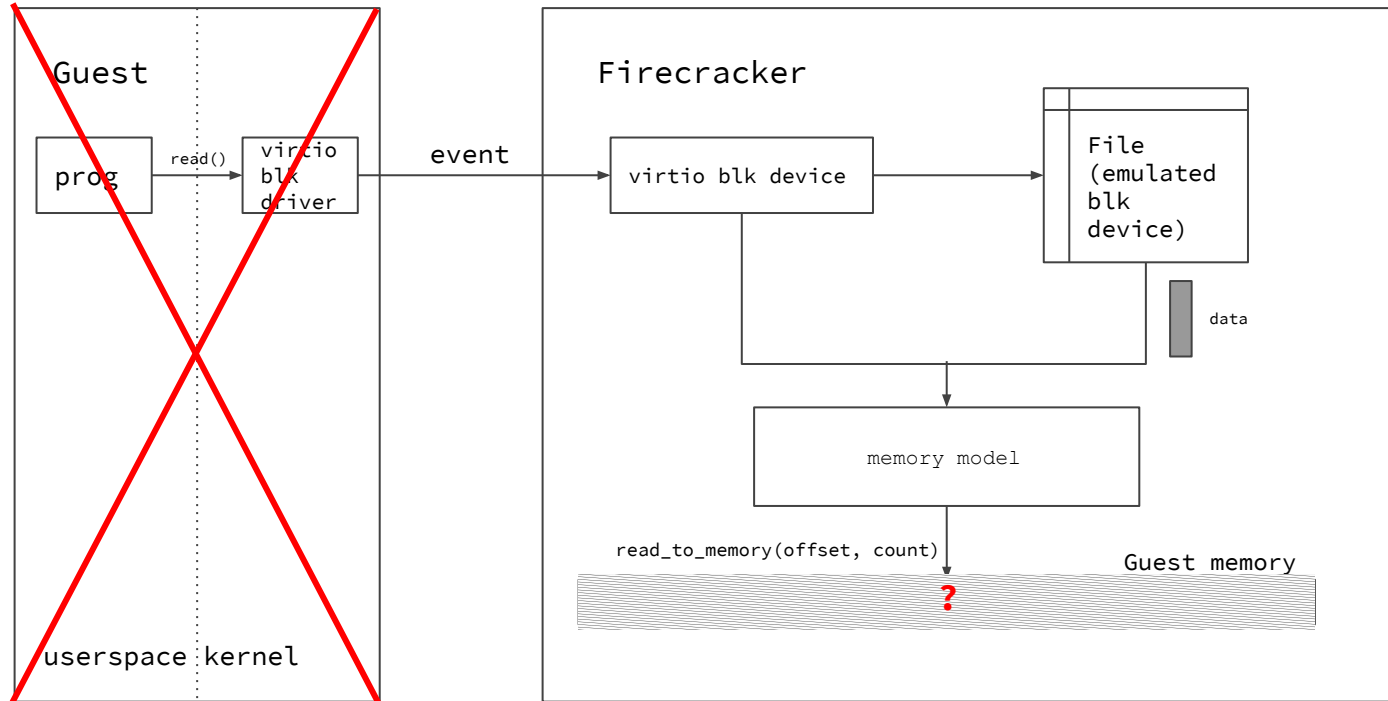 Guest
prog
read()
virtio
blk
driver
userspace kernel
event
Firecracker
virtio blk device
File
(emulated
blk
device)
data
memory model
read_to_memory(offset, count)
Guest memory
?